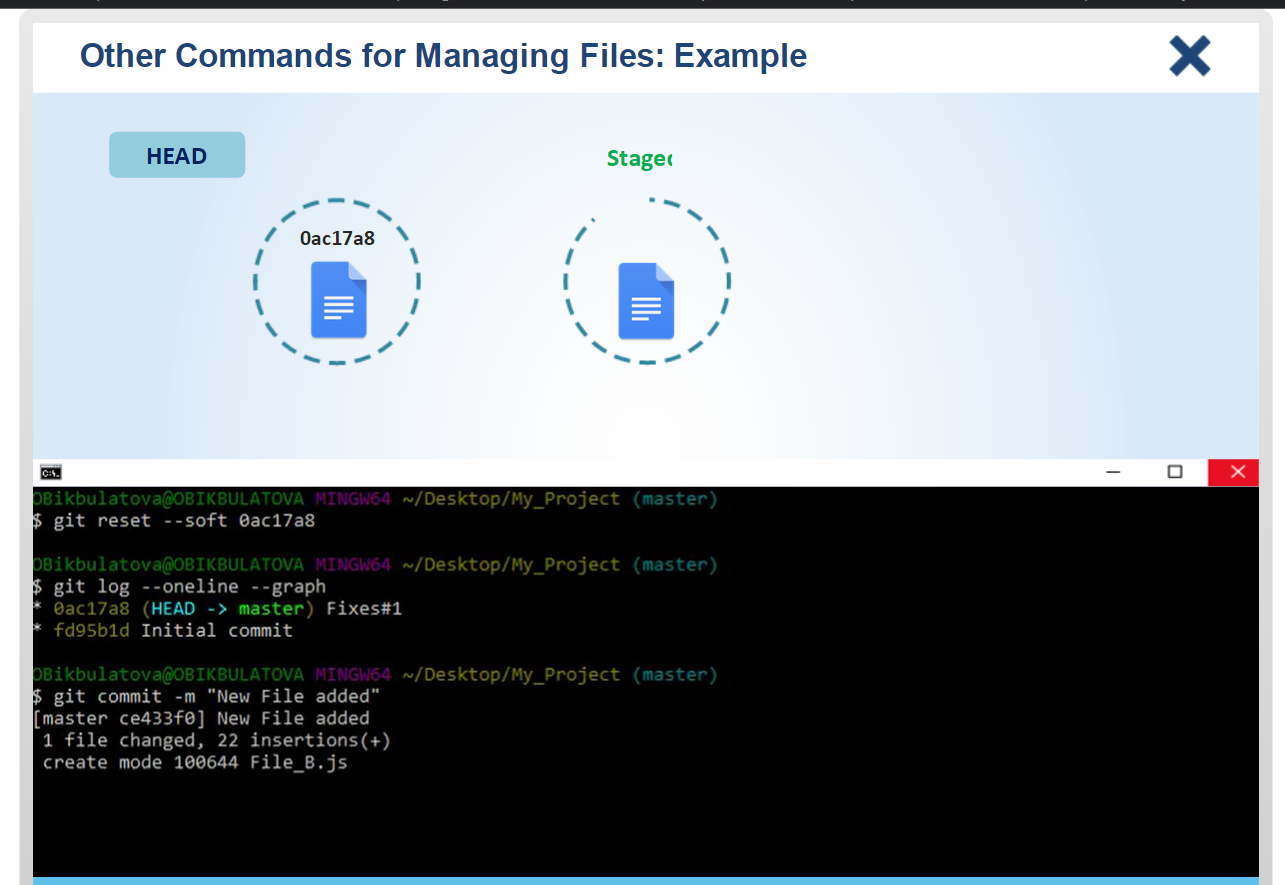 Other Commands for Managing Files: Example
HEAD
Staged
0ac17a8
C:\.
OBikbulatova@OBIKBULATOVA MINGW64 ~/Desktop/My_Project (master)
$ git reset --soft 0ac17a8
OBikbulatova@OBIKBULATOVA MINGW64 ~/Desktop/My_Project (master)
$ git log --oneline --graph
* 0ac17a8 (HEAD -> master) Fixes#1
* fd95b1d Initial commit
OBikbulatova@OBIKBULATOVA MINGW64 ~/Desktop/My_Project (master)
$ git commit -m "New File added"
[master ce433f0] New File added
1 file changed, 22 insertions(+)
create mode 100644 File_B.js